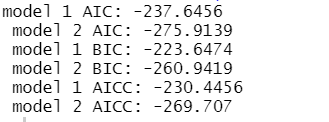 model 1 AIC: -237.6456
model 2 AIC: -275.9139
model 1 BIC: -223.6474
model 2 BIC: -260.9419
model 1 AICC: -230.4456
model 2 AICC: -269.707